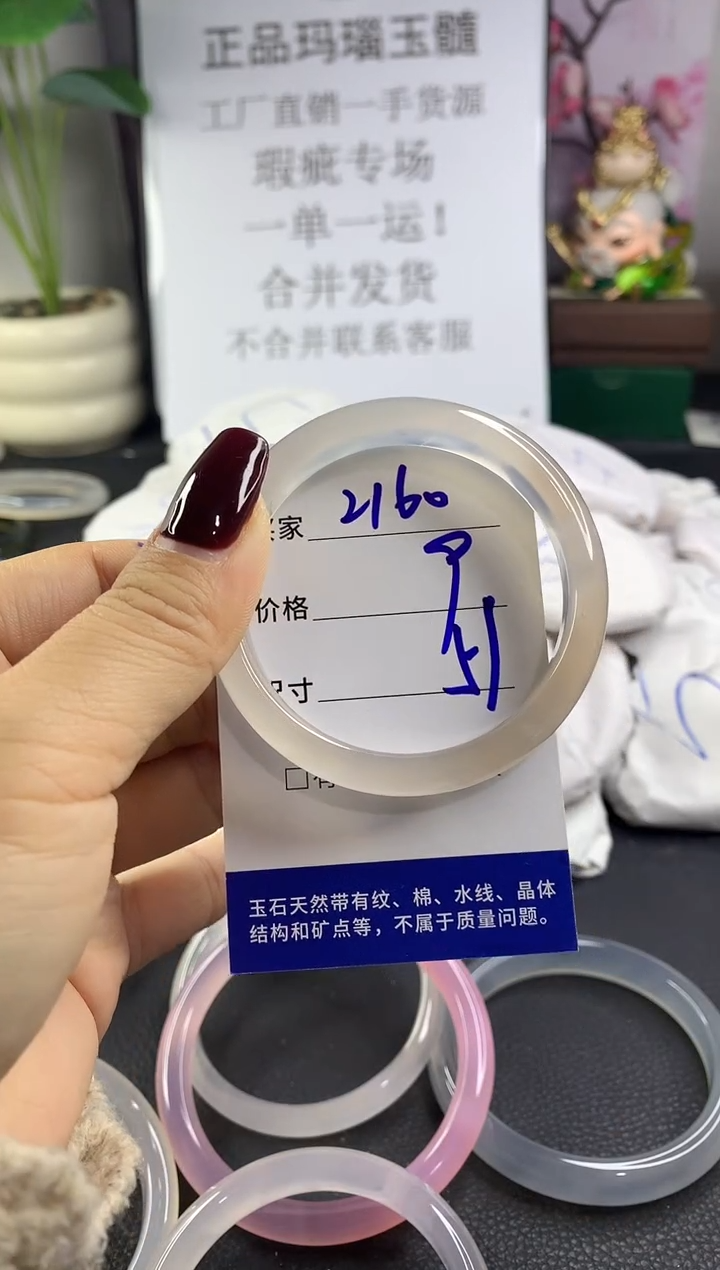 正品玛瑙玉髓
工厂直销一手货源
瑕疵专场
一单一运!
合并发货
不合并联系客服
家 2160
价格
寸
玉石天然带有纹、棉、水线、晶体
结构和矿点等，不属于质量问题。